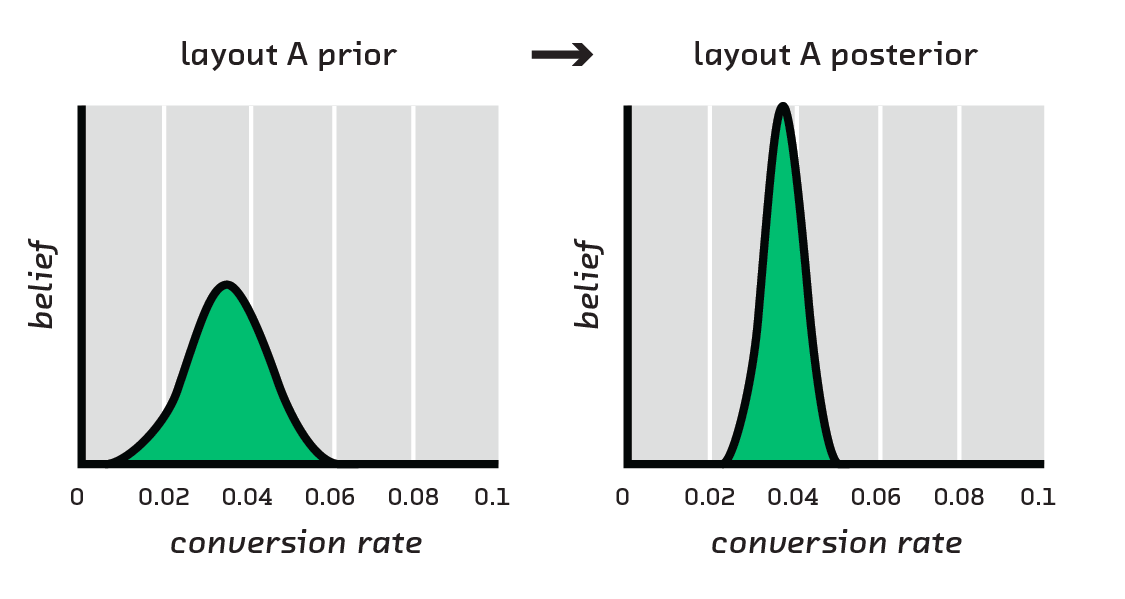 layout A prior
layout A posterior
belief
0 0.02 0.04 0.06 0.08 0.1
conversion rate
belief
0 0.02 0.04 0.06 0.08 0.1
conversion rate